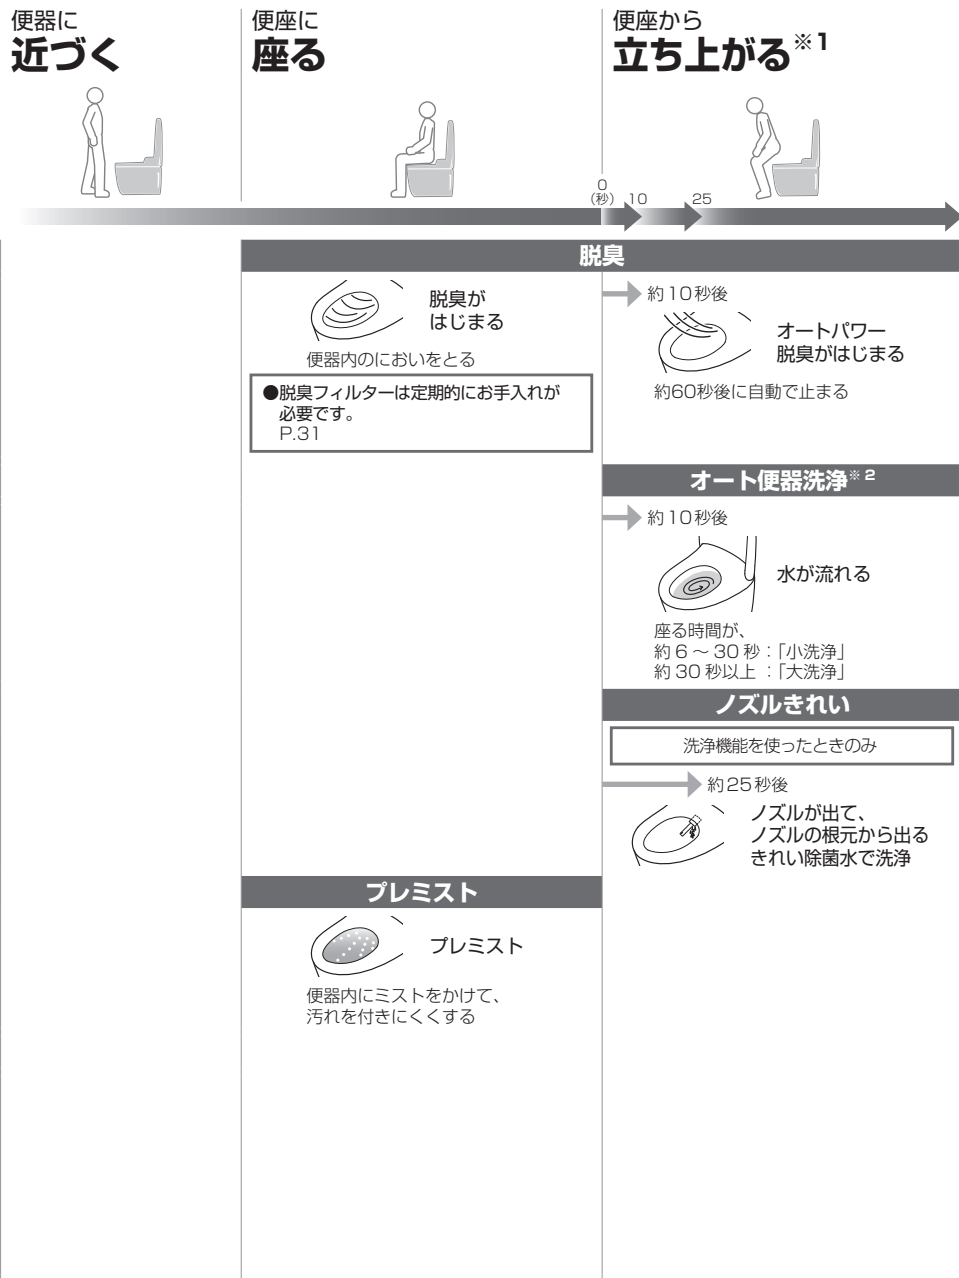 便器に
近づく
便座に
座る
便座から
立ち上がる※1
0
(秒)
10
25
脱臭
脱臭が
はじまる
便器内のにおいをとる
●脱臭フィルターは定期的にお手入れが
必要です。
P.31
約10秒後
オートパワー
脱臭がはじまる
約60秒後に自動で止まる
オート便器洗浄※2
約10秒後
水が流れる
座る時間が、
約6～30秒：「小洗浄」
約30秒以上：「大洗浄」
ノズルきれい
洗浄機能を使ったときのみ
約25秒後
ノズルが出て、
ノズルの根元から出る
きれい除菌水で洗浄
プレミスト
プレミスト
便器内にミストをかけて、
汚れを付きにくくする